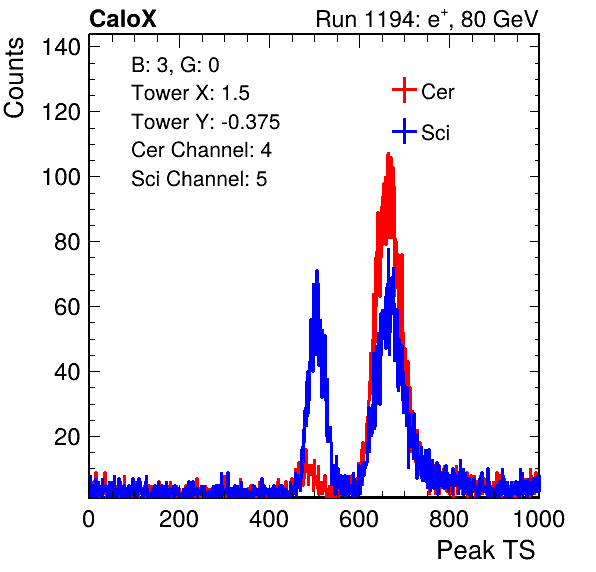 CaloX Run 1194: e⁺, 80 GeV
Counts
140
120
100
80
60
40
20
B: 3, G: 0
Tower X: 1.5
Tower Y: -0.375
Cer Channel: 4
Sci Channel: 5
Cer
Sci
0 200 400 600 800 1000
Peak TS